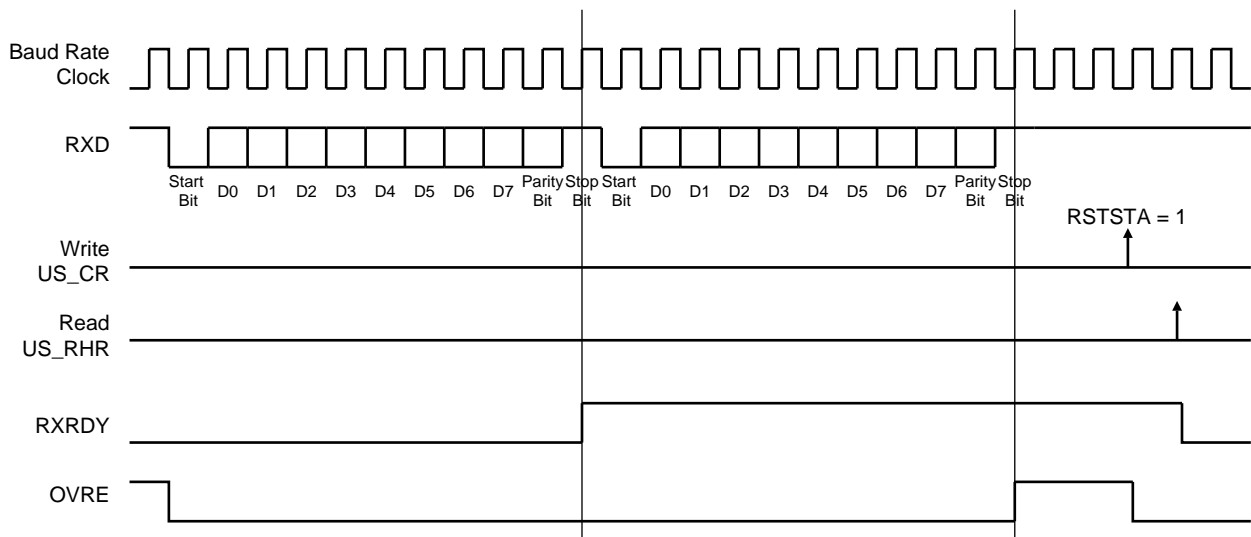 Baud Rate
Clock
RXD
Start
Bit
D0
D1
D2
D3
D4
D5
D6
D7
Parity
Bit
Stop
Bit
Start
Bit
D0
D1
D2
D3
D4
D5
D6
D7
Parity
Bit
Stop
Bit
RSTSTA = 1
Write
US_CR
Read
US_RHR
RXRDY
OVRE